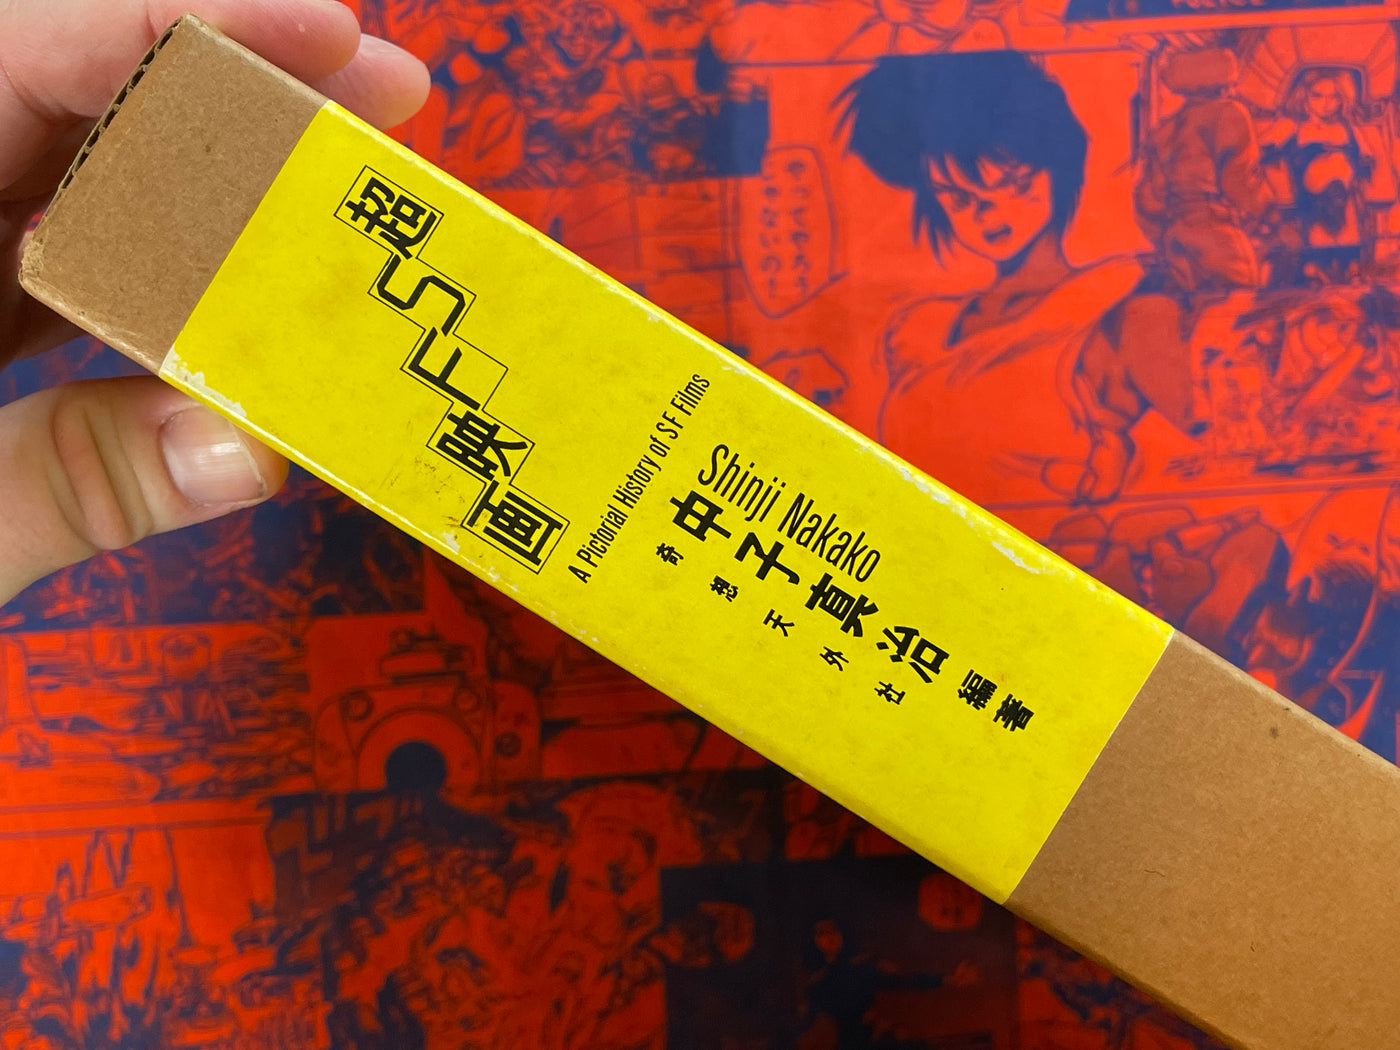 超SF映画
A Pictorial History of SF Films
Shinji Nakako
中子真治 編著
奇想天外社
POLICE